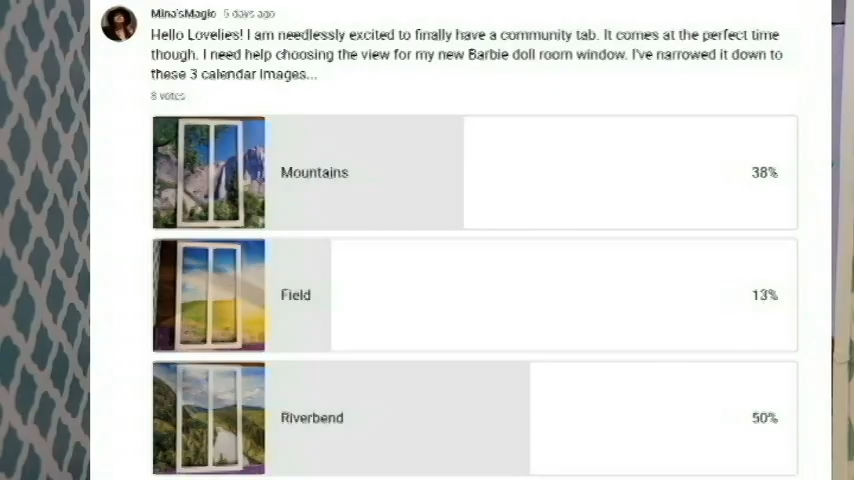 Mina'sMagic 5 days ago
Hello Lovelies! I am needlessly excited to finally have a community tab. It comes at the perfect time
though. I need help choosing the view for my new Barbie doll room window. I've narrowed it down to
these 3 calendar images...
8 votes
Mountains 38%
Field 13%
Riverbend 50%